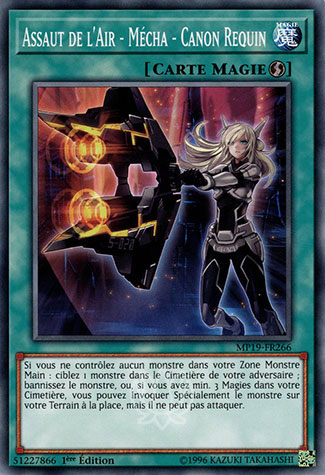 Assaut de l'Air - Mécha - Canon Requin
魔
[Carte Magie]
S-020
MP19-FR266
Si vous ne contrôlez aucun monstre dans votre Zone Monstre
Main : ciblez 1 monstre dans le Cimetière de votre adversaire ;
bannissez le monstre, ou, si vous avez min. 3 Magies dans votre
Cimetière, vous pouvez Invoquer Spécialement le monstre sur
votre Terrain à la place, mais il ne peut pas attaquer.
51227866 1ère Édition
©1996 KAZUKI TAKAHASHI